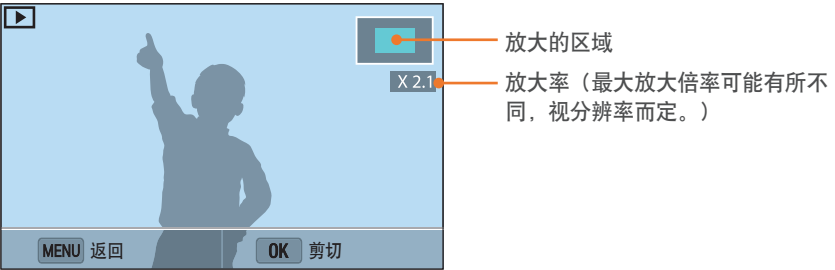 放大的区域
X 2.1
放大率（最大放大倍率可能有所不
同，视分辨率而定。）
MENU 返回
OK 剪切